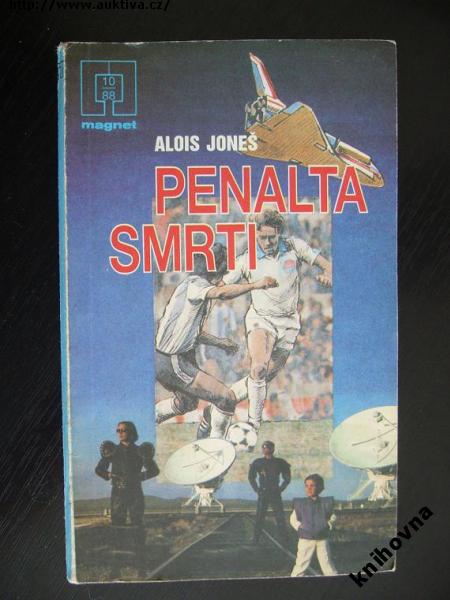 http://www.auktiva.cz/
10
88
magnet
ALOIS JONEŠ
PENALTA
SMRTI
knihovna